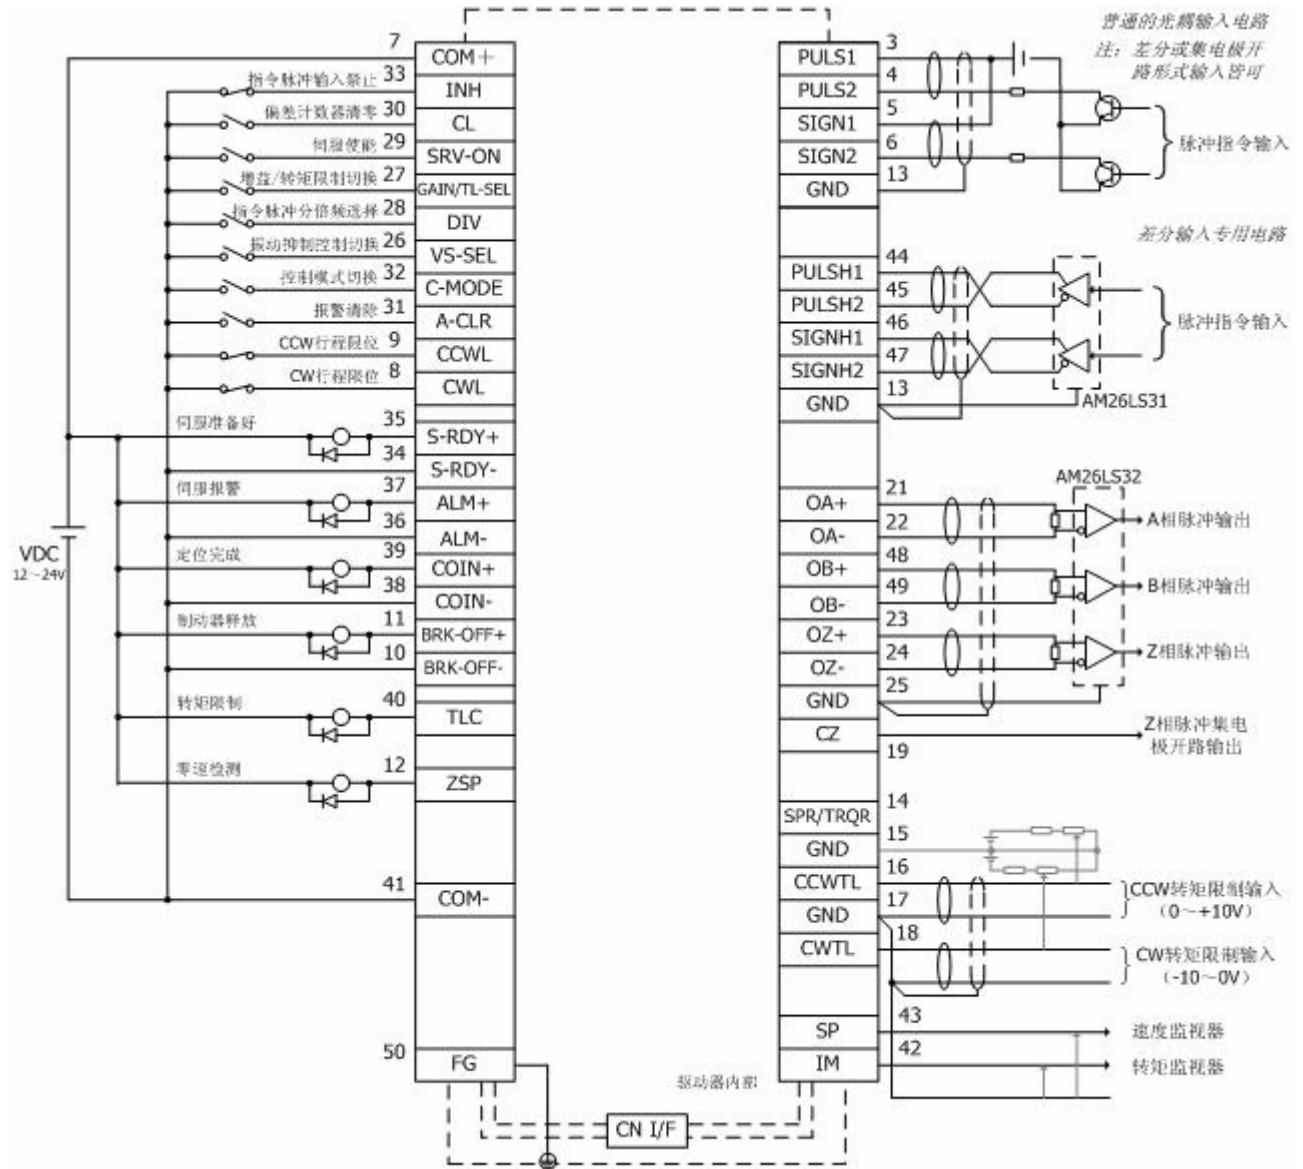 普通的光耦输入电路
注：差分或集电极开
路形式输入皆可
7
COM+
33
指令脉冲输入禁止
INH
偏差计数器清零
30
CL
伺服使能
29
SRV-ON
增益/转矩限制切换
27
GAIN/TL-SEL
指令脉冲分倍频选择
28
DIV
振动抑制控制切换
26
VS-SEL
控制模式切换
32
C-MODE
报警清除
31
A-CLR
CCW行程限位
9
CCWL
CW行程限位
8
CWL
伺服准备好
35
S-RDY+
34
S-RDY-
伺服报警
37
ALM+
36
ALM-
定位完成
39
COIN+
38
COIN-
制动器释放
11
BRK-OFF+
10
BRK-OFF-
转矩限制
40
TLC
零速检测
12
ZSP
VDC
12～24V
41
COM-
50
FG
3
PULS1
4
PULS2
5
SIGN1
6
SIGN2
13
GND
脉冲指令输入
差分输入专用电路
44
PULSH1
45
PULSH2
46
SIGNH1
47
SIGNH2
13
GND
脉冲指令输入
AM26LS31
AM26LS32
21
OA+
22
OA-
A相脉冲输出
48
OB+
49
OB-
B相脉冲输出
23
OZ+
24
OZ-
Z相脉冲输出
25
GND
CZ
19
Z相脉冲集电
极开路输出
14
SPR/TRQR
15
GND
16
CCWTL
17
GND
CCW转矩限制输入
（0～+10V）
18
CWTL
CW转矩限制输入
（-10～0V）
43
SP
速度监视器
42
IM
转矩监视器
驱动器内部
CN I/F